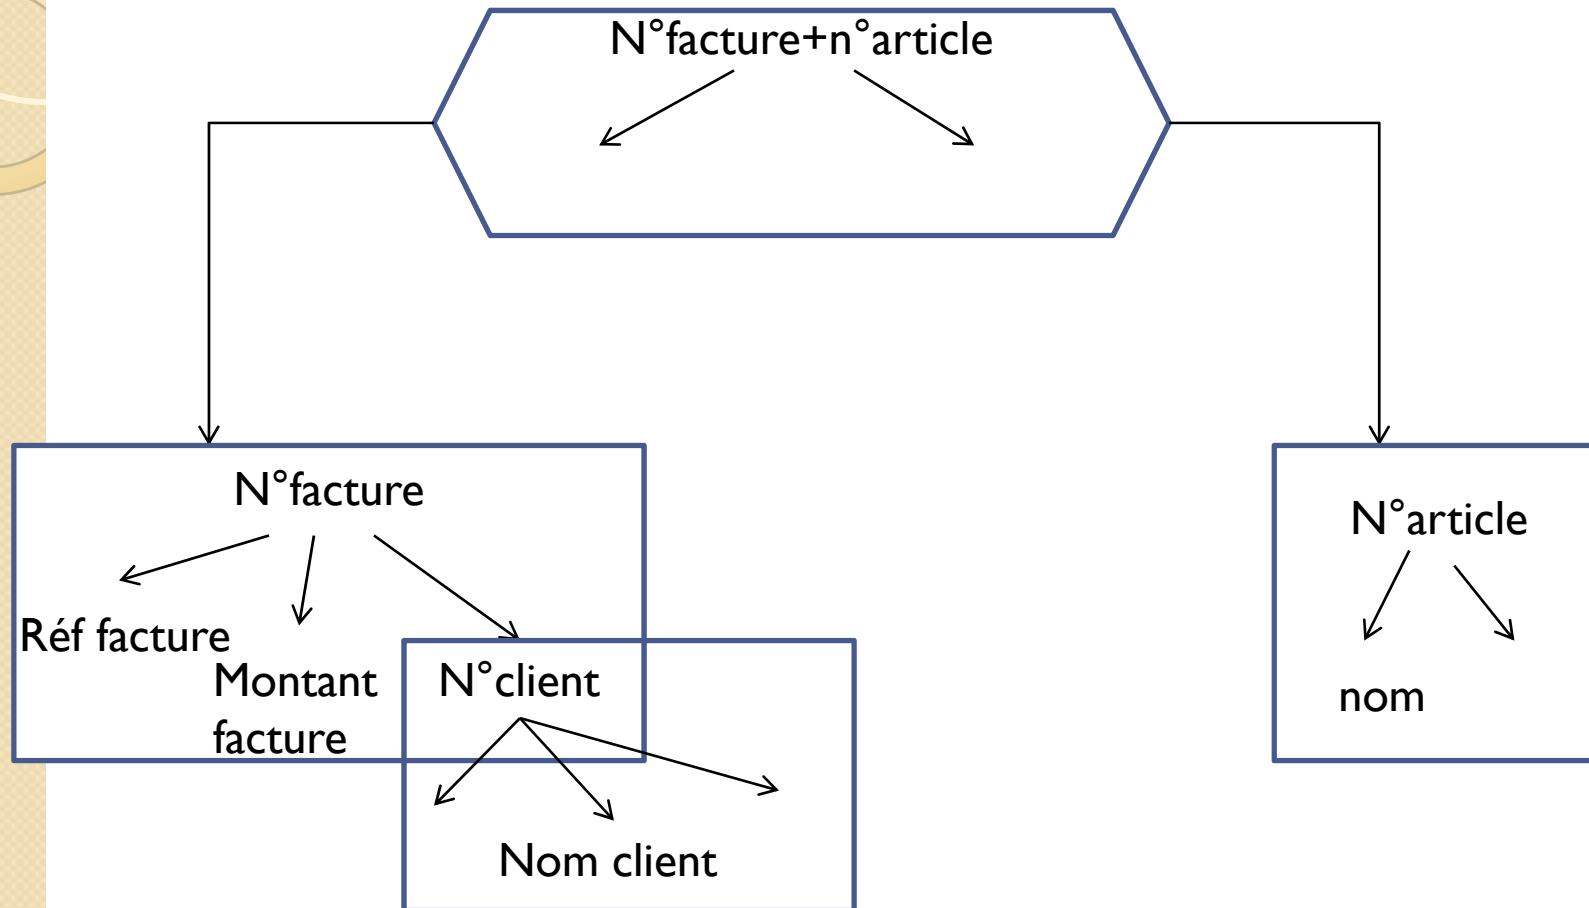 N°facture+n°article
N°facture
Réf facture
Montant
facture
N°client
Nom client
N°article
nom